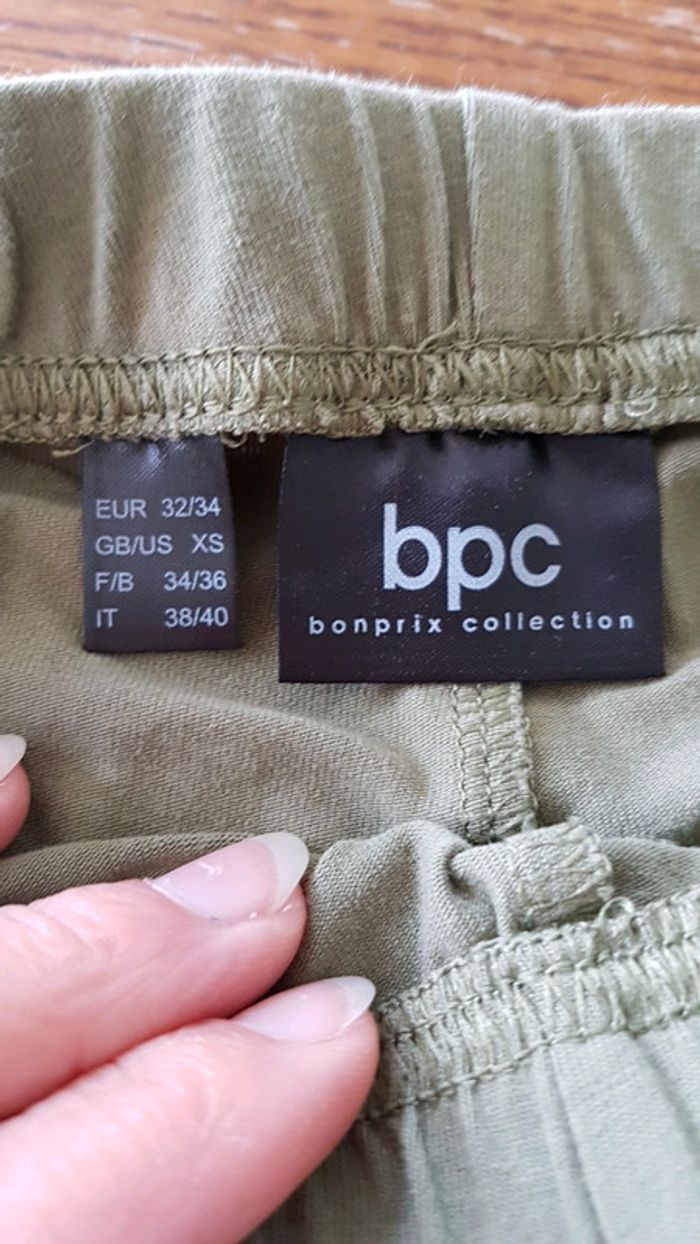 EUR 32/34
GB/US XS
F/B 34/36
IT 38/40
bpc
bonprix collection